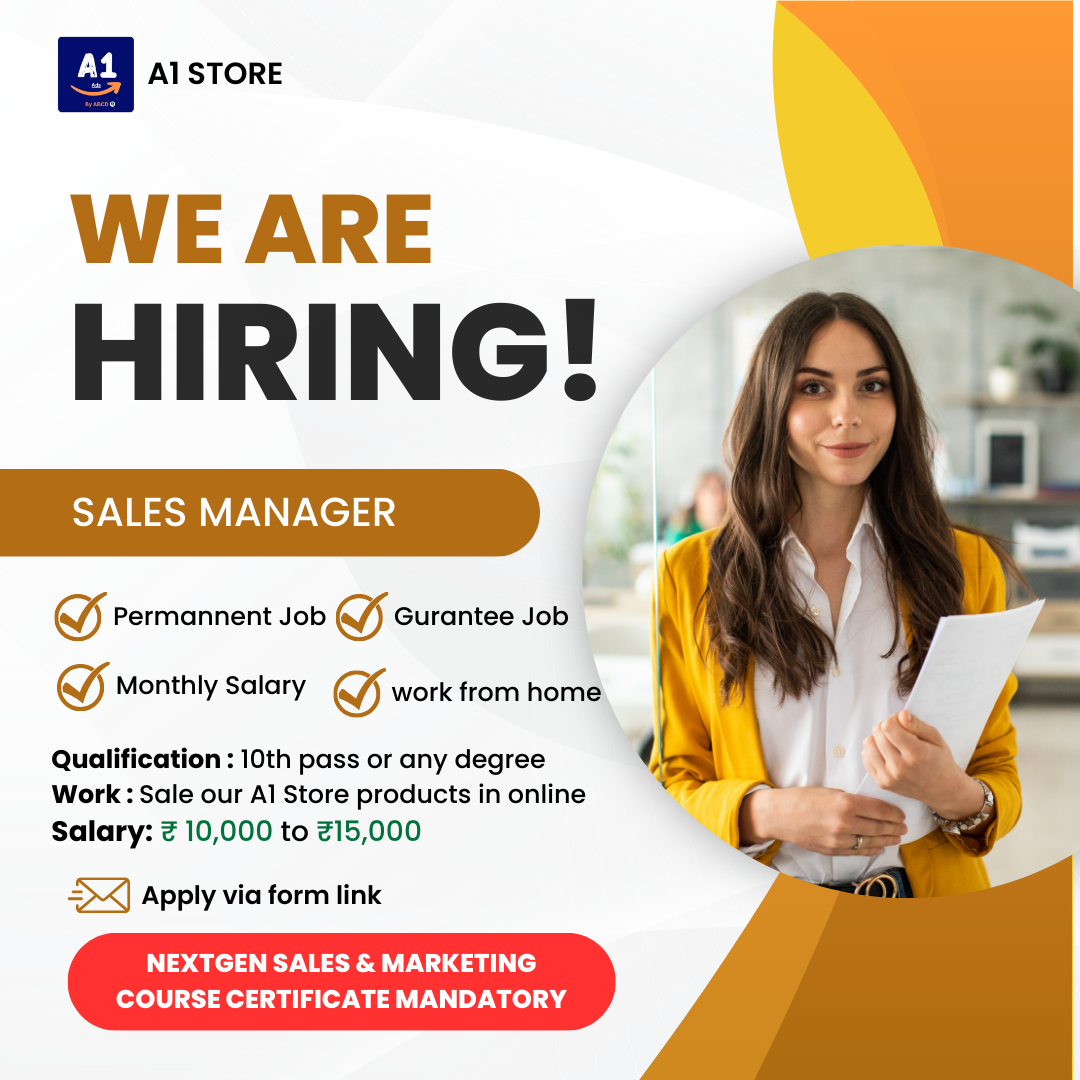 A1
Ads
By ABCD
A1 STORE
WE ARE
HIRING!
SALES MANAGER
Permannent Job
Gurantee Job
Monthly Salary
work from home
Qualification : 10th pass or any degree
Work : Sale our A1 Store products in online
Salary: ₹ 10,000 to ₹15,000
Apply via form link
NEXTGEN SALES & MARKETING
COURSE CERTIFICATE MANDATORY